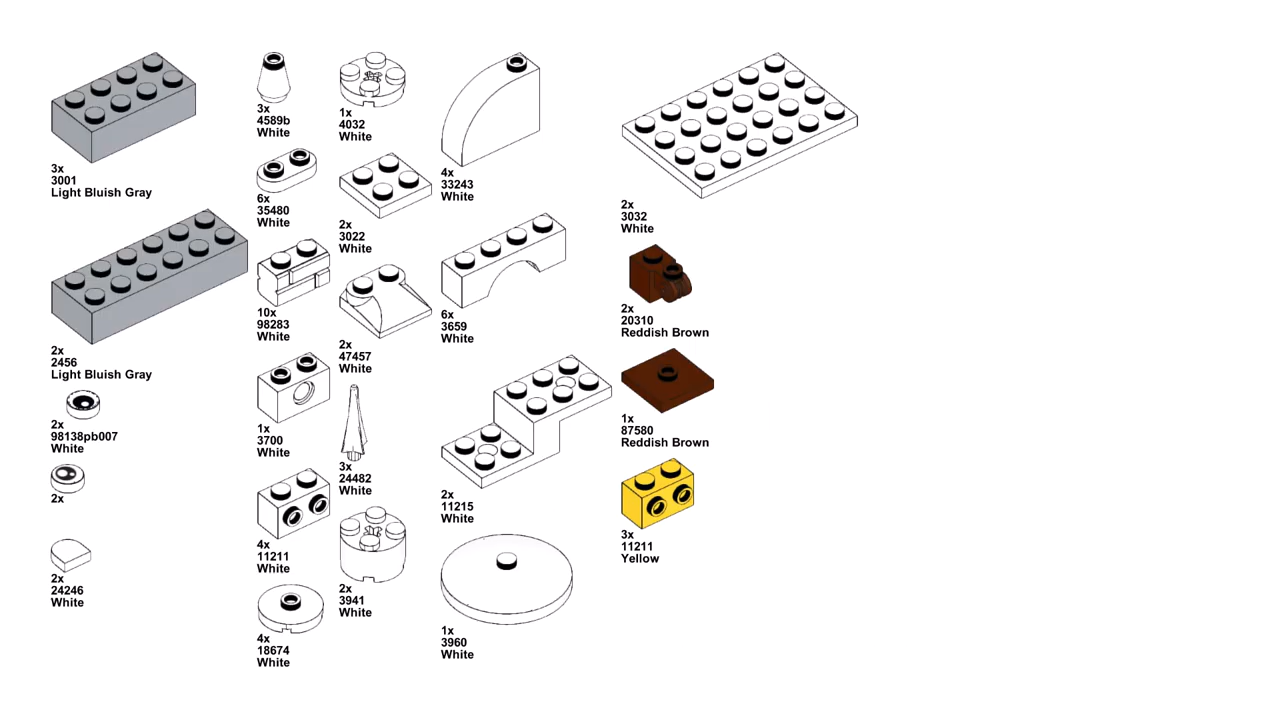 3x
3001
Light Bluish Gray
2x
2456
Light Bluish Gray
2x
98138pb007
White
2x
2x
24246
White
3x
4589b
White
6x
35480
White
10x
98283
White
1x
3700
White
4x
11211
White
4x
18674
White
1x
4032
White
2x
3022
White
2x
47457
White
3x
24482
White
2x
3941
White
4x
33243
White
6x
3659
White
2x
11215
White
1x
3960
White
2x
3032
White
2x
20310
Reddish Brown
1x
87580
Reddish Brown
3x
11211
Yellow